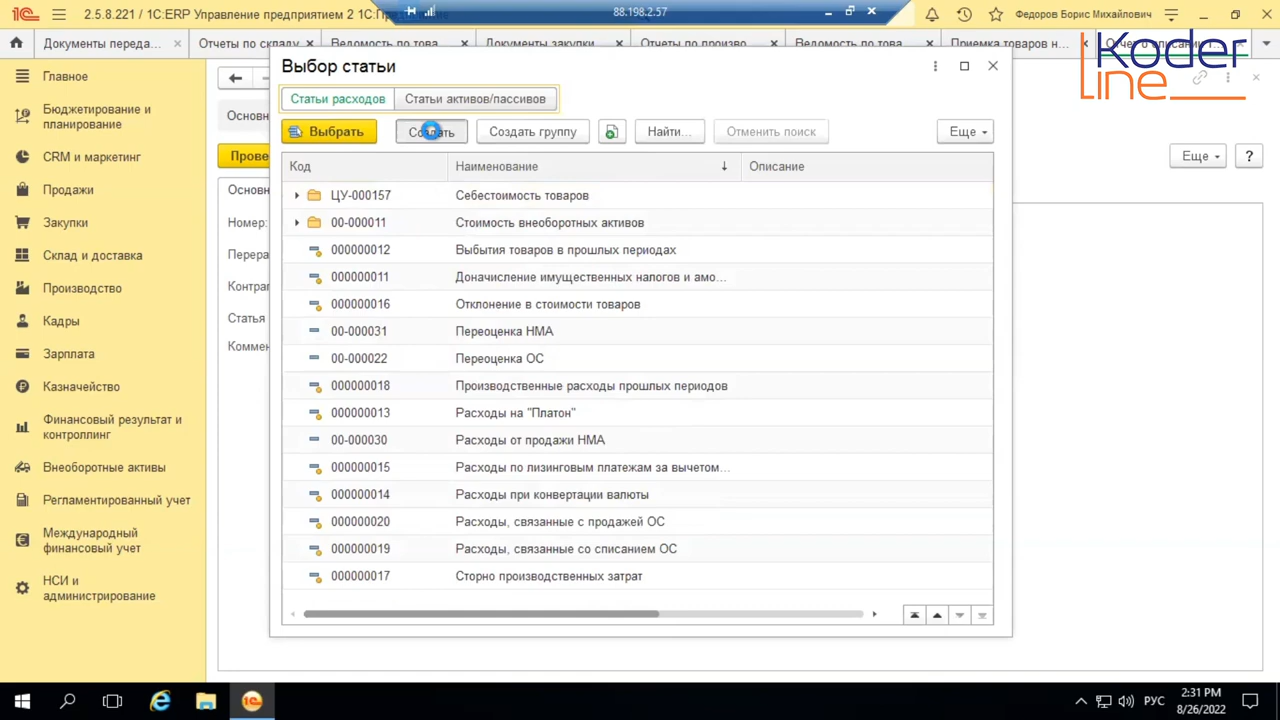 2.5.8.221 / 1С:ERP Управление предприятием 2 1С:Пр
88.198.2.57
Федоров Борис Михайлович
Документы переда...
Отчеты по складу
Ведомость по това...
Документы закупки
Отчеты по произво...
Ведомость по това...
Приемка товаров н...
Отчет о списании т...
Koder
line
Главное
Бюджетирование и
планирование
CRM и маркетинг
Продажи
Закупки
Склад и доставка
Производство
Кадры
Зарплата
Казначейство
Финансовый результат и
контроллинг
Внеоборотные активы
Регламентированный учет
Международный
финансовый учет
НСИ и
администрирование
Основн
Прове
Основн
Номер:
Перера
Контраг
Статья
Коммен
Еще
?
Выбор статьи
Статьи расходов
Статьи активов/пассивов
Выбрать
Создать
Создать группу
Найти...
Отменить поиск
Еще
Код
Наименование
Описание
ЦУ-000157 Себестоимость товаров
00-000011 Стоимость внеоборотных активов
000000012 Выбытия товаров в прошлых периодах
000000011 Доначисление имущественных налогов и амо...
000000016 Отклонение в стоимости товаров
00-000031 Переоценка НМА
00-000022 Переоценка ОС
000000018 Производственные расходы прошлых периодов
000000013 Расходы на "Платон"
00-000030 Расходы от продажи НМА
000000015 Расходы по лизинговым платежам за вычетом...
000000014 Расходы при конвертации валюты
000000020 Расходы, связанные с продажей ОС
000000019 Расходы, связанные со списанием ОС
000000017 Сторно производственных затрат
РУС
2:31 PM
8/26/2022